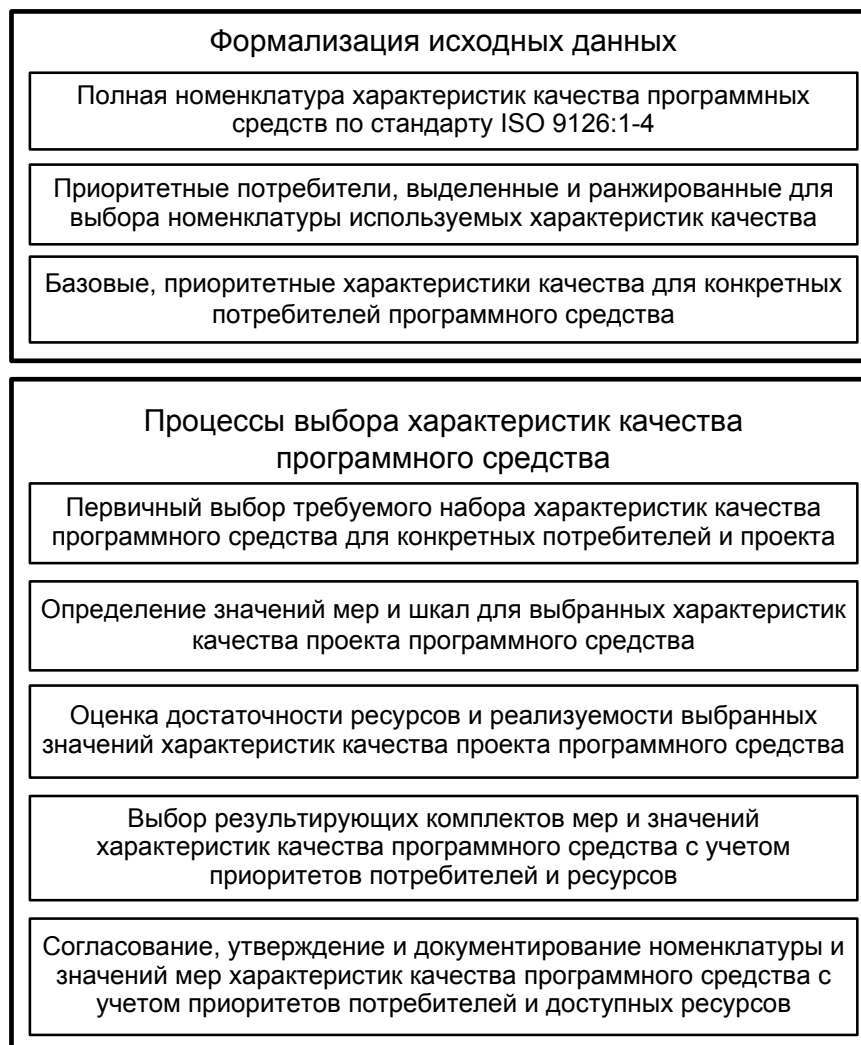 Формализация исходных данных
Полная номенклатура характеристик качества программных
средств по стандарту ISO 9126:1-4
Приоритетные потребители, выделенные и ранжированные для
выбора номенклатуры используемых характеристик качества
Базовые, приоритетные характеристики качества для конкретных
потребителей программного средства
Процессы выбора характеристик качества
программного средства
Первичный выбор требуемого набора характеристик качества
программного средства для конкретных потребителей и проекта
Определение значений мер и шкал для выбранных характеристик
качества проекта программного средства
Оценка достаточности ресурсов и реализуемости выбранных
значений характеристик качества проекта программного средства
Выбор результирующих комплектов мер и значений
характеристик качества программного средства с учетом
приоритетов потребителей и ресурсов
Согласование, утверждение и документирование номенклатуры и
значений мер характеристик качества программного средства с
учетом приоритетов потребителей и доступных ресурсов